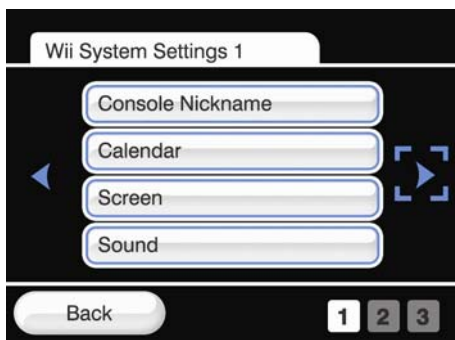 Wii System Settings 1
Console Nickname
Calendar
Screen
Sound
Back
1 2 3